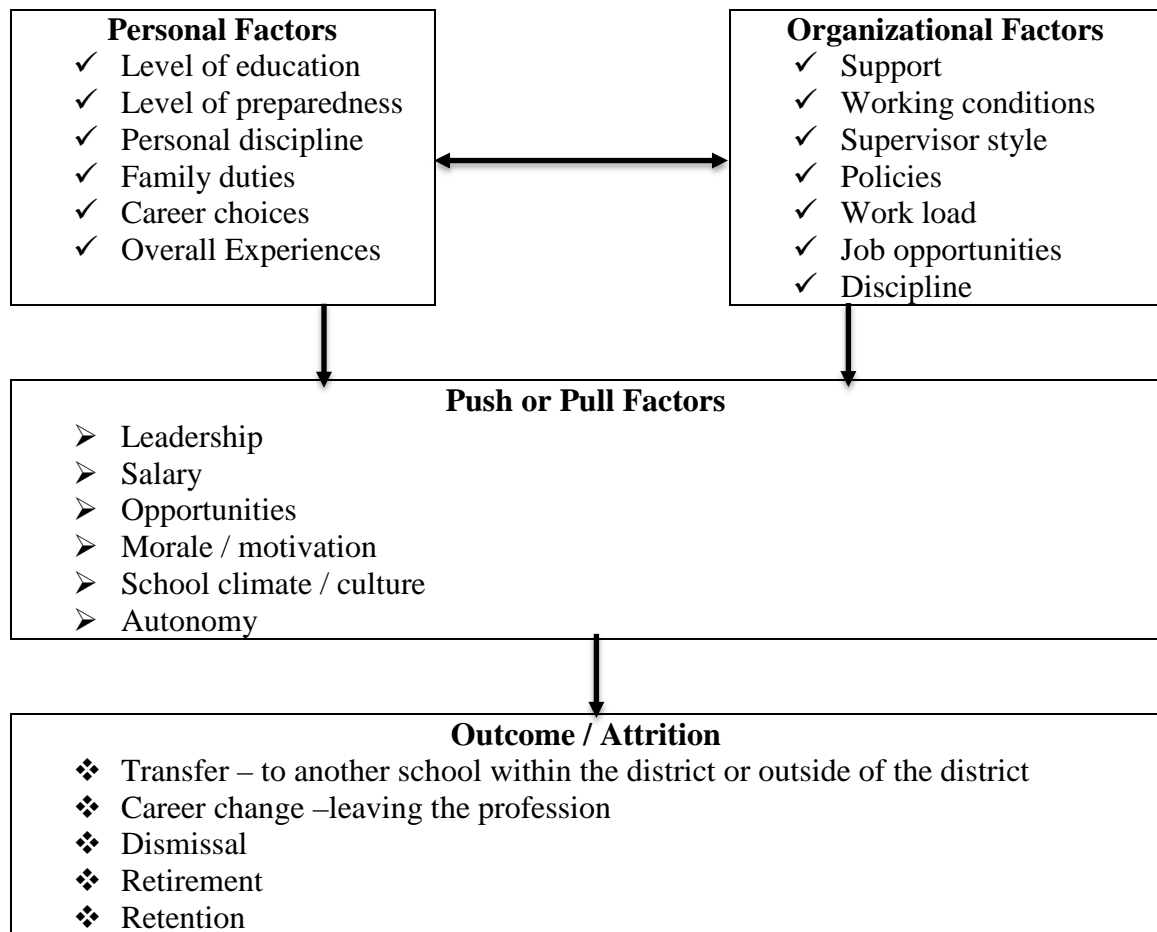 Personal Factors
✓ Level of education
✓ Level of preparedness
✓ Personal discipline
✓ Family duties
✓ Career choices
✓ Overall Experiences
Organizational Factors
✓ Support
✓ Working conditions
✓ Supervisor style
✓ Policies
✓ Work load
✓ Job opportunities
✓ Discipline
Push or Pull Factors
➢ Leadership
➢ Salary
➢ Opportunities
➢ Morale / motivation
➢ School climate / culture
➢ Autonomy
Outcome / Attrition
❖ Transfer – to another school within the district or outside of the district
❖ Career change –leaving the profession
❖ Dismissal
❖ Retirement
❖ Retention